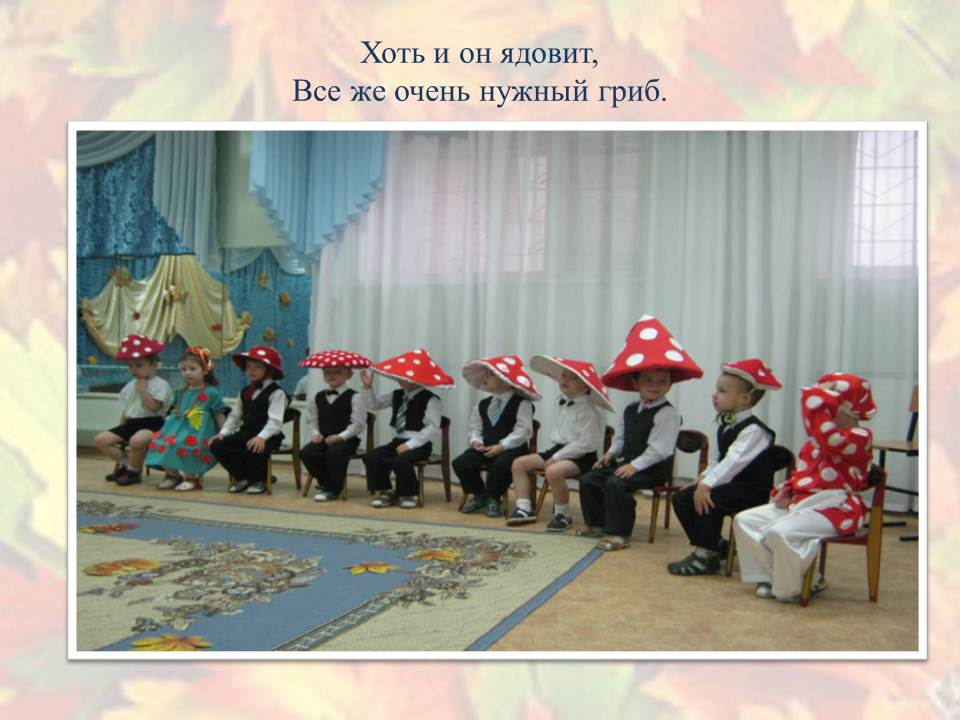 Хоть и он ядовит,
Все же очень нужный гриб.